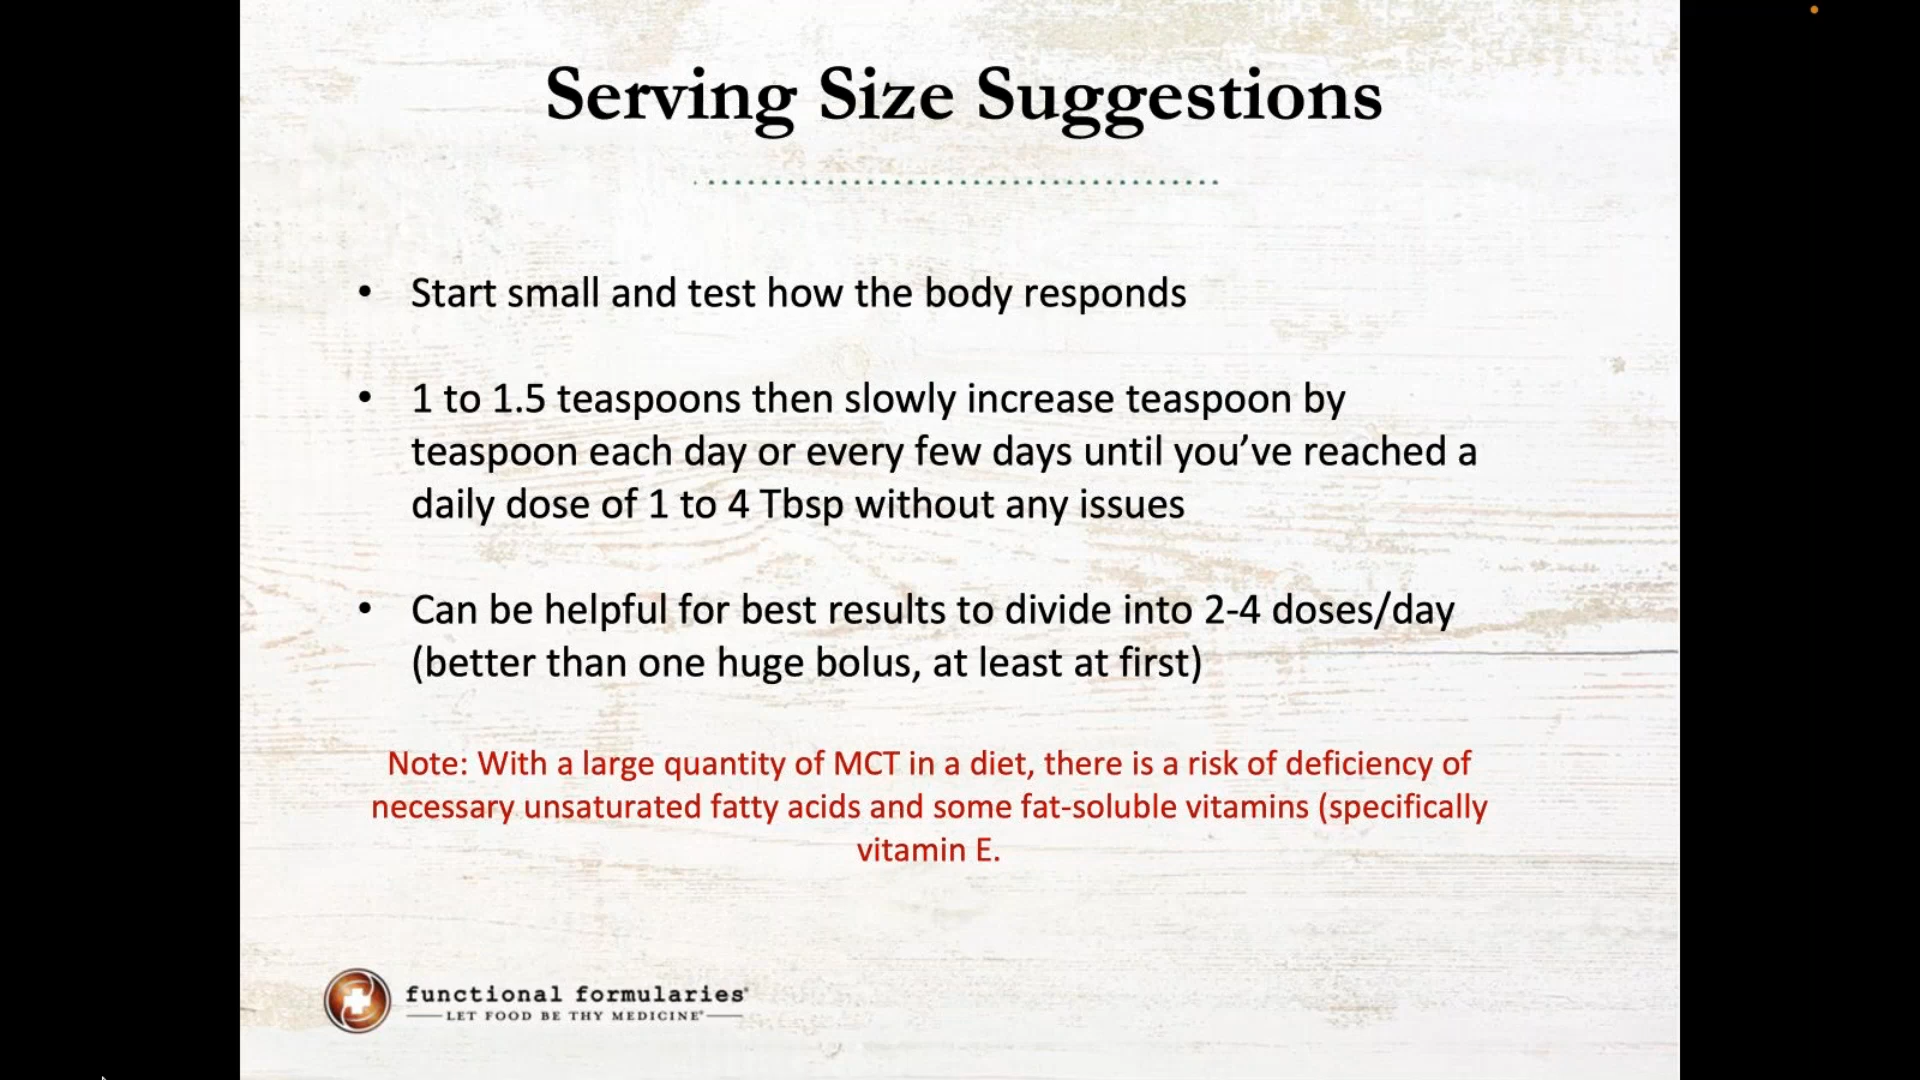 Serving Size Suggestions
• Start small and test how the body responds
• 1 to 1.5 teaspoons then slowly increase teaspoon by
teaspoon each day or every few days until you’ve reached a
daily dose of 1 to 4 Tbsp without any issues
• Can be helpful for best results to divide into 2-4 doses/day
(better than one huge bolus, at least at first)
Note: With a large quantity of MCT in a diet, there is a risk of deficiency of
necessary unsaturated fatty acids and some fat-soluble vitamins (specifically
vitamin E.
functional formularies®
LET FOOD BE THY MEDICINE®